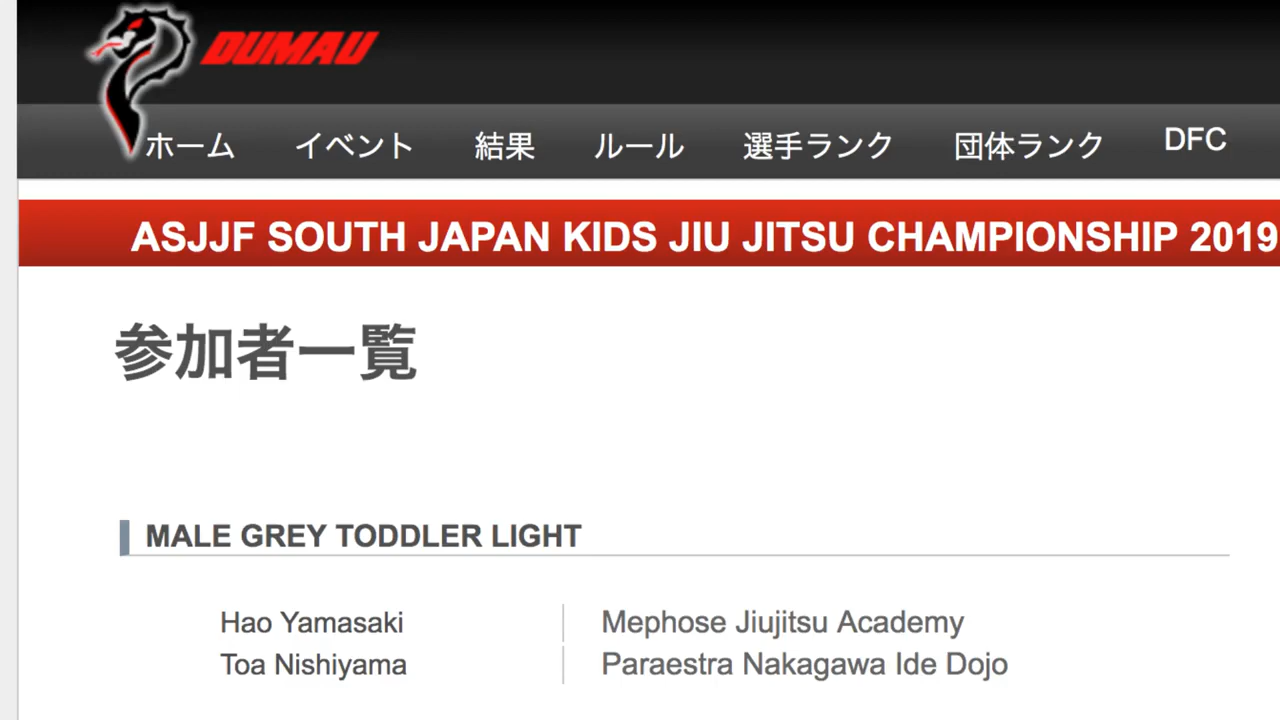 DUMAU
ホーム イベント 結果 ルール 選手ランク 団体ランク DFC
ASJJF SOUTH JAPAN KIDS JIU JITSU CHAMPIONSHIP 2019
参加者一覧
MALE GREY TODDLER LIGHT
Hao Yamasaki Mephose Jiujitsu Academy
Toa Nishiyama Paraestra Nakagawa Ide Dojo